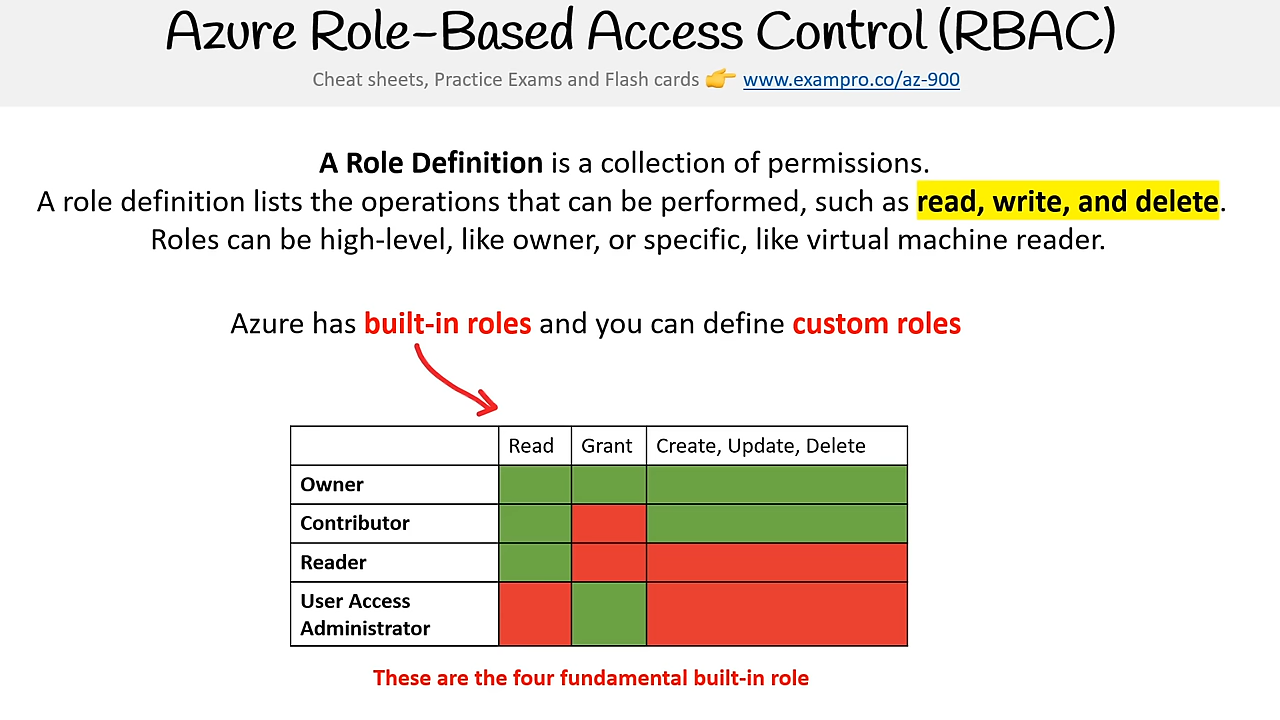 Azure Role-Based Access Control (RBAC)
Cheat sheets, Practice Exams and Flash cards 👉 www.exampro.co/az-900
A Role Definition is a collection of permissions.
A role definition lists the operations that can be performed, such as read, write, and delete.
Roles can be high-level, like owner, or specific, like virtual machine reader.
Azure has built-in roles and you can define custom roles
Read Grant Create, Update, Delete
Owner
Contributor
Reader
User Access
Administrator
These are the four fundamental built-in role